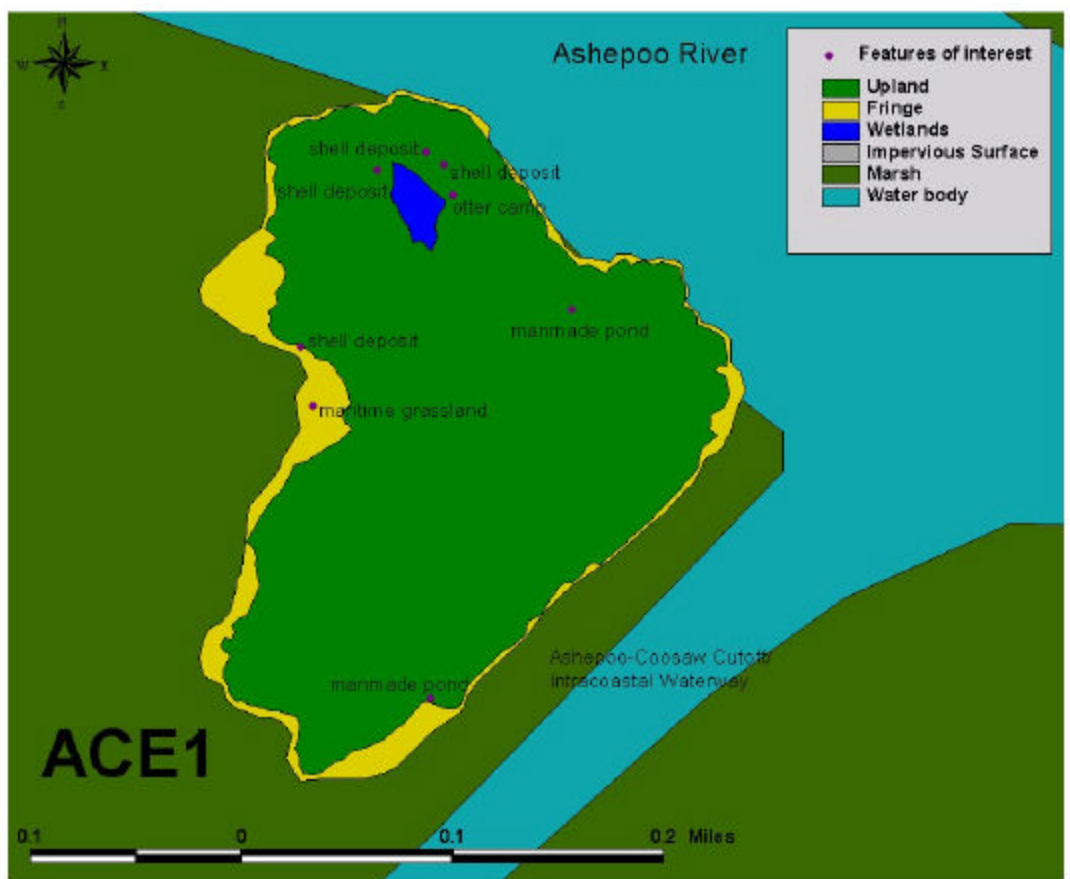 N
W
S
Ashepoo River
Features of interest
Upland
Fringe
Wetlands
Impervious Surface
Marsh
Water body
shell deposit
shell deposit
shell deposit
otter camp
manmade pond
shell deposit
maritime grassland
Ashepoo-Coosaw Cutoff/
Intracoastal Waterway
manmade pond
ACE1
0.1 0 0.1 0.2 Miles